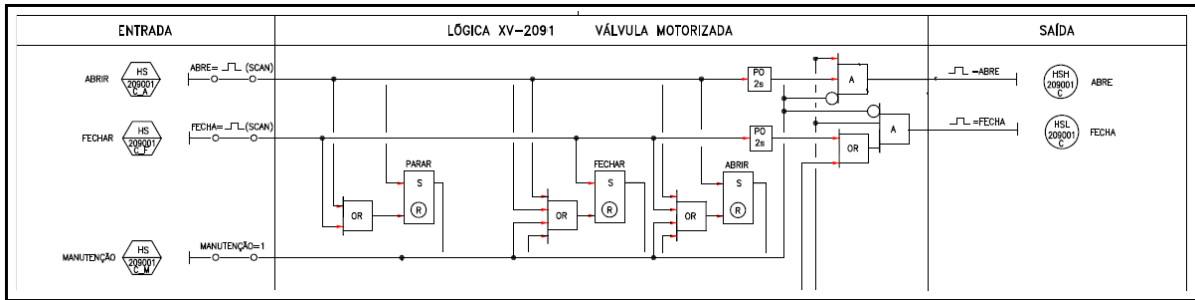 ENTRADA
LÓGICA XV-2091 VÁLVULA MOTORIZADA
SAÍDA
ABRIR
HS
209001
C_A
ABRE= (SCAN)
PO
2s
A
=ABRE
HSH
209001
C
ABRE
FECHAR
HS
209001
C_F
FECHA= (SCAN)
PO
2s
OR
A
=FECHA
HSL
209001
C
FECHA
PARAR
S
R
OR
FECHAR
S
R
OR
ABRIR
S
R
OR
MANUTENÇÃO
HS
209001
C_M
MANUTENÇÃO=1